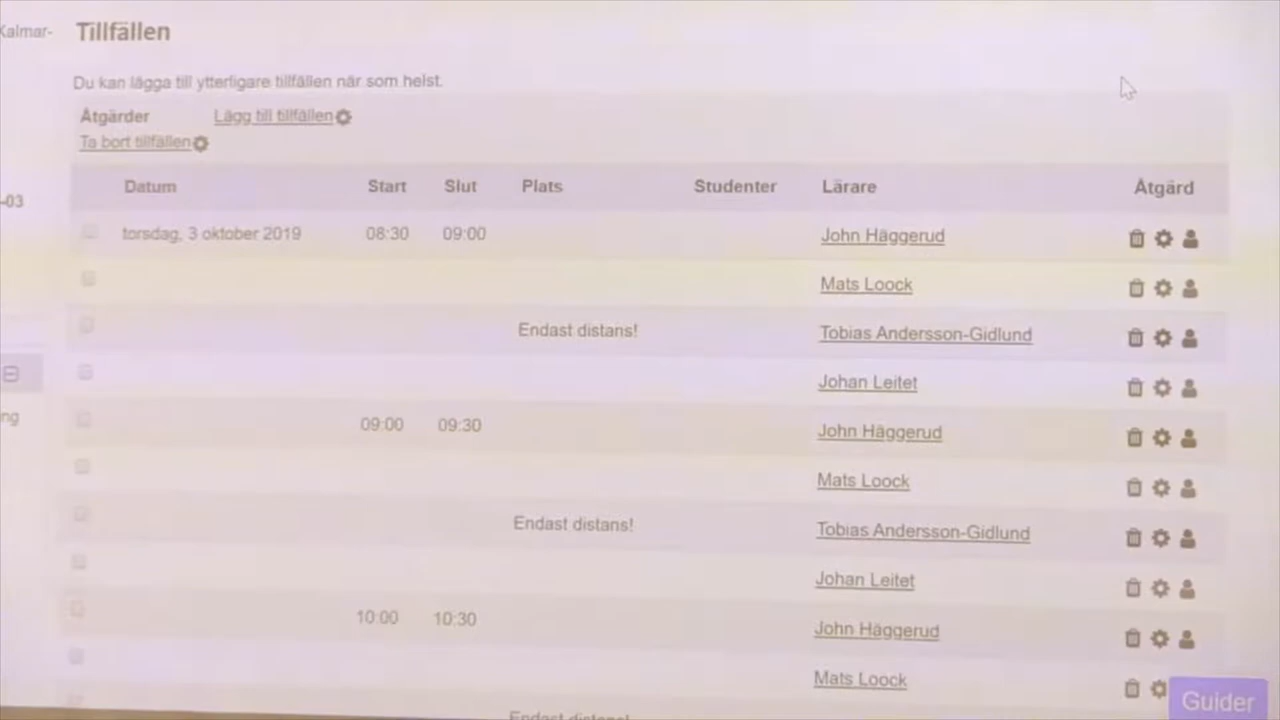 Kalmar-
Tillfällen
Du kan lägga till ytterligare tillfällen när som helst.
Åtgärder Lägg till tillfällen
Ta bort tillfällen
Datum Start Slut Plats Studenter Lärare Åtgärd
-03
torsdag, 3 oktober 2019 08:30 09:00 John Häggerud
Mats Loock
Endast distans! Tobias Andersson-Gidlund
Johan Leitet
ng
09:00 09:30 John Häggerud
Mats Loock
Endast distans! Tobias Andersson-Gidlund
Johan Leitet
10:00 10:30 John Häggerud
Mats Loock
Guider
Endast distans!